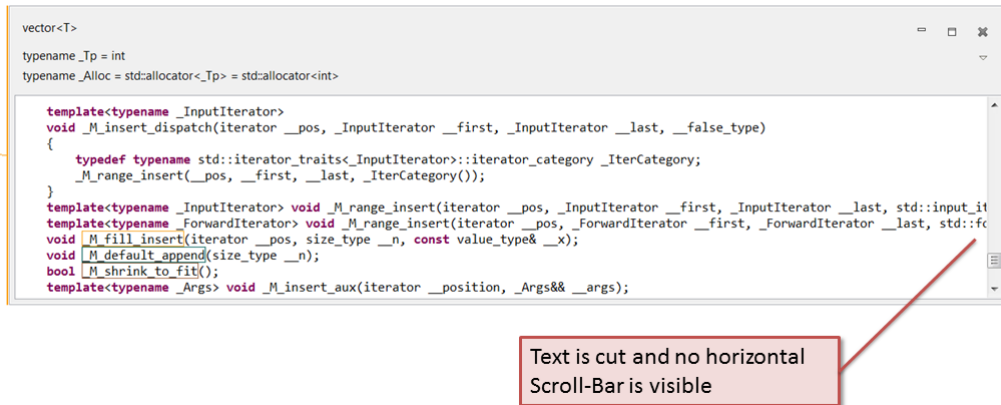 vector<T>
typename _Tp = int
typename _Alloc = std::allocator<_Tp> = std::allocator<int>
template<typename _InputIterator>
void _M_insert_dispatch(iterator __pos, _InputIterator __first, _InputIterator __last, __false_type)
{
typedef typename std::iterator_traits<_InputIterator>::iterator_category _IterCategory;
_M_range_insert(__pos, __first, __last, _IterCategory());
}
template<typename _InputIterator> void _M_range_insert(iterator __pos, _InputIterator __first, _InputIterator __last, std::input_it
template<typename _ForwardIterator> void _M_range_insert(iterator __pos, _ForwardIterator __first, _ForwardIterator __last, std::fo
void _M_fill_insert(iterator __pos, size_type __n, const value_type& __x);
void _M_default_append(size_type __n);
bool _M_shrink_to_fit();
template<typename _Args> void _M_insert_aux(iterator __position, _Args&& __args);
Text is cut and no horizontal
Scroll-Bar is visible